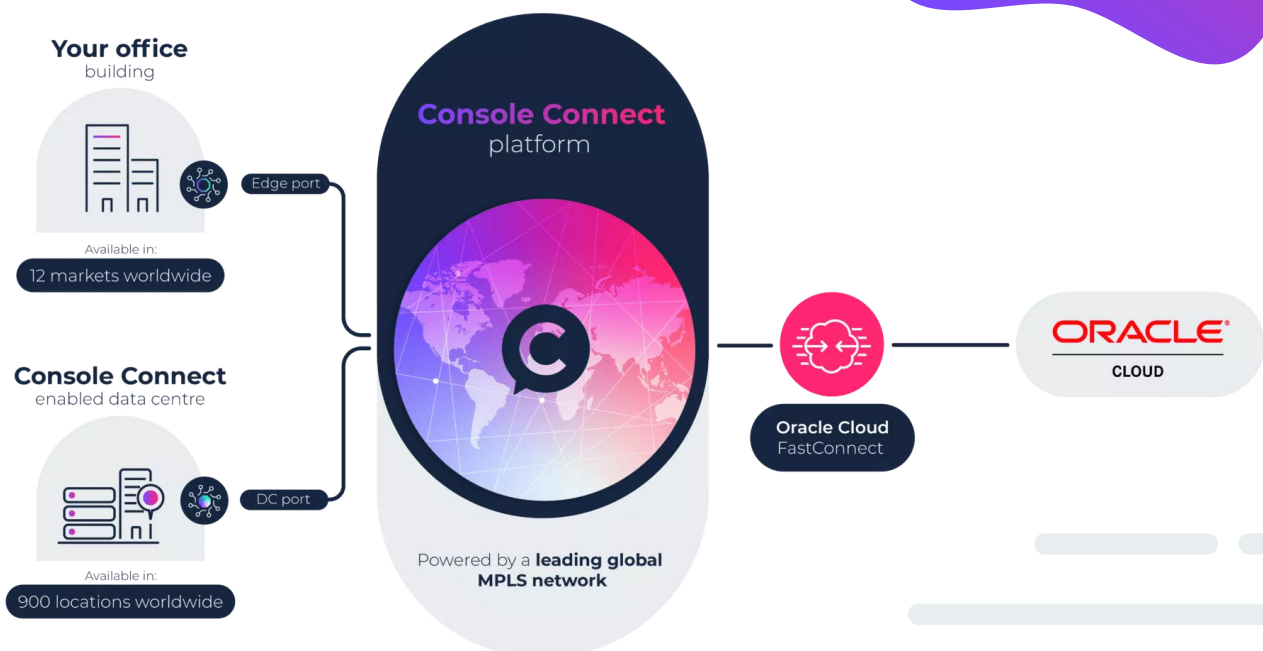 Your office
building
Edge port
Available in:
12 markets worldwide
Console Connect
enabled data centre
DC port
Available in:
900 locations worldwide
Console Connect
platform
C
Powered by a leading global
MPLS network
Oracle Cloud
FastConnect
ORACLE®
CLOUD